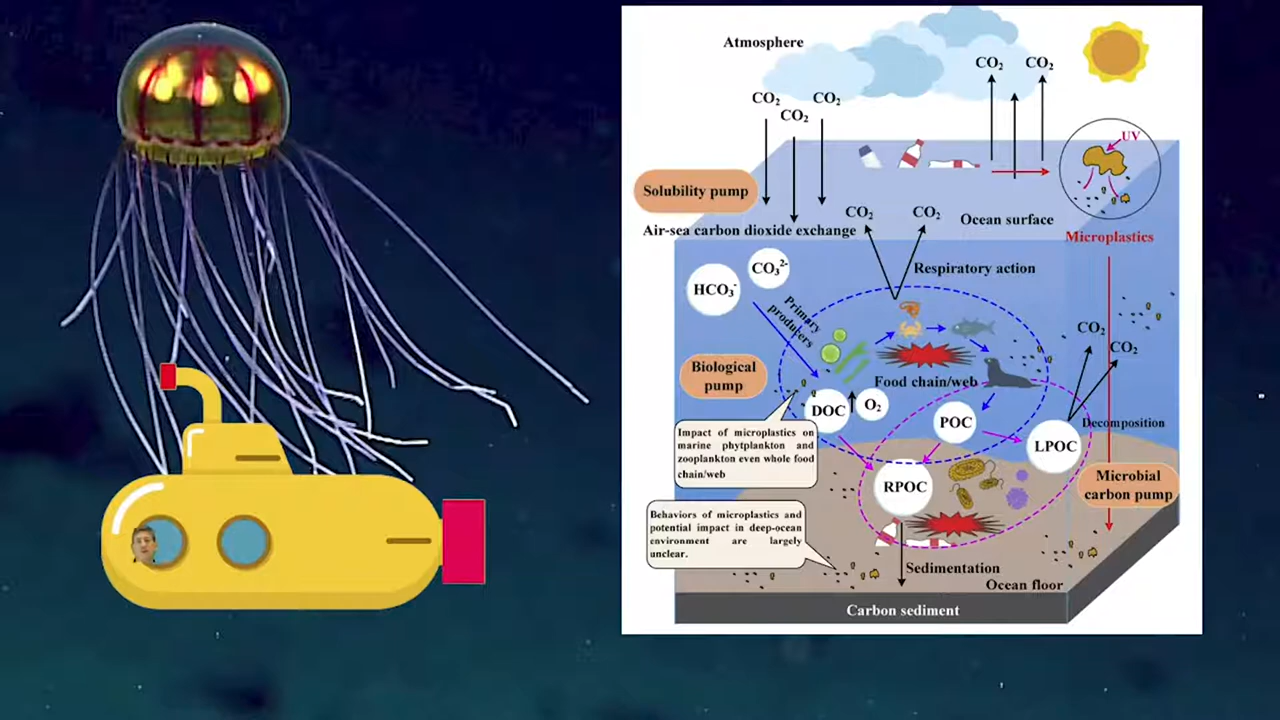 Atmosphere
CO₂
CO₂
CO₂
CO₂
CO₂
UV
Solubility pump
Air-sea carbon dioxide exchange
CO₂
CO₂
Ocean surface
Microplastics
HCO₃⁻
CO₃²⁻
Respiratory action
Primary
producers
Biological
pump
Food chain/web
CO₂
CO₂
DOC
O₂
POC
LPOC
Decomposition
Impact of microplastics on
marine phytplankton and
zooplankton even whole food
chain/web
RPOC
Microbial
carbon pump
Behaviors of microplastics and
potential impact in deep-ocean
environment are largely
unclear.
Sedimentation
Ocean floor
Carbon sediment